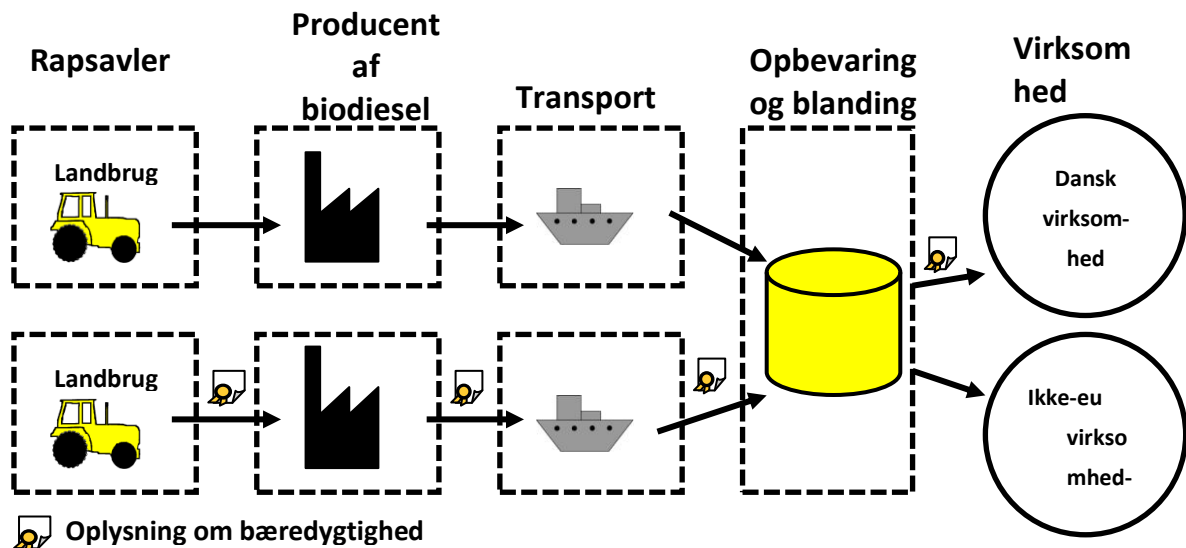 Rapsavler
Producent
af
biodiesel
Transport
Opbevaring
og blanding
Virksom
hed
Landbrug
Dansk
virksom-
hed
Landbrug
Ikke-eu
virkso
mhed-
Oplysning om bæredygtighed